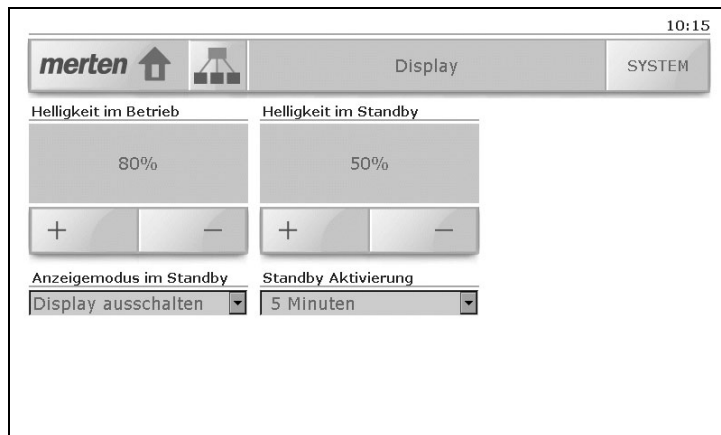 10:15
merten Display SYSTEM
Helligkeit im Betrieb Helligkeit im Standby
80% 50%
+ − + −
Anzeigemodus im Standby Standby Aktivierung
Display ausschalten 5 Minuten